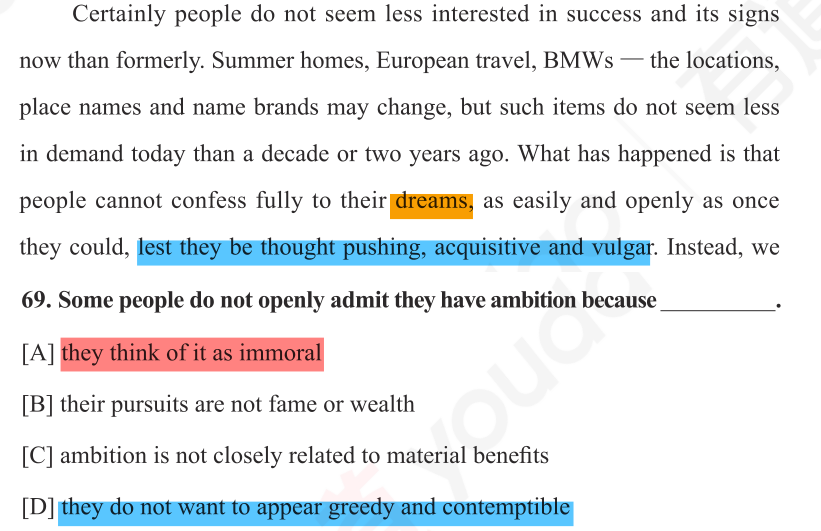 Certainly people do not seem less interested in success and its signs
now than formerly. Summer homes, European travel, BMWs — the locations,
place names and name brands may change, but such items do not seem less
in demand today than a decade or two years ago. What has happened is that
people cannot confess fully to their dreams, as easily and openly as once
they could, lest they be thought pushing, acquisitive and vulgar. Instead, we
69. Some people do not openly admit they have ambition because __________.
[A] they think of it as immoral
[B] their pursuits are not fame or wealth
[C] ambition is not closely related to material benefits
[D] they do not want to appear greedy and contemptible